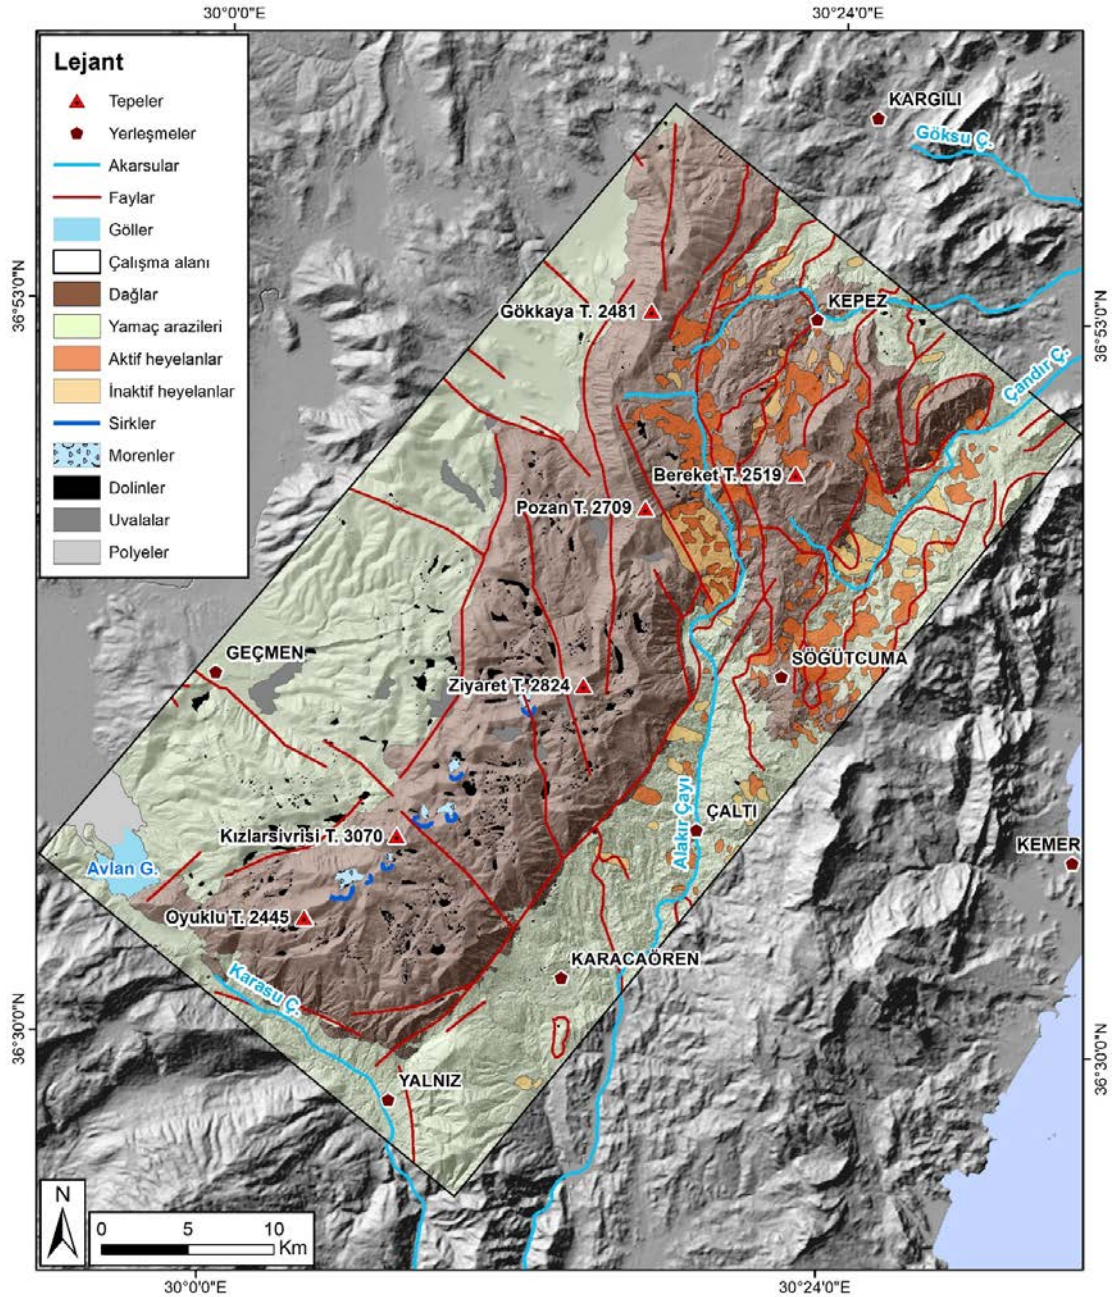 30°0'0"E
30°24'0"E
Lejant
Tepeler
Yerleşmeler
Akarsular
Faylar
Göller
Çalışma alanı
Dağlar
Yamaç arazileri
Aktif heyelanlar
İnaktif heyelanlar
Sirkler
Morenler
Dolinler
Uvalalar
Polyeler
KARGILI
Göksu Ç.
36°53'0"N
36°53'0"N
Gökkaya T. 2481
KEPEZ
Çandır Ç.
Bereket T. 2519
Pozan T. 2709
GEÇMEN
SÖĞÜTCUMA
Ziyaret T. 2824
Alakır Çayı
ÇALTI
Kızlarsivrisi T. 3070
KEMER
Avlan G.
Oyuklu T. 2445
KARACAÖREN
Karasu Ç.
36°30'0"N
36°30'0"N
YALNIZ
N
0 5 10
Km
30°0'0"E
30°24'0"E